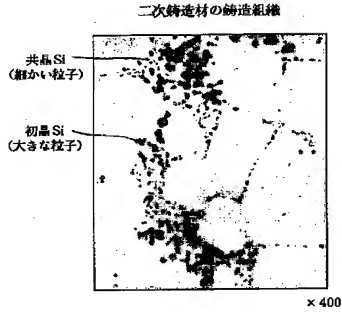 二次鋳造材の鋳造組織
共晶Si
(細かい粒子)
初晶Si
(大きな粒子)
×400